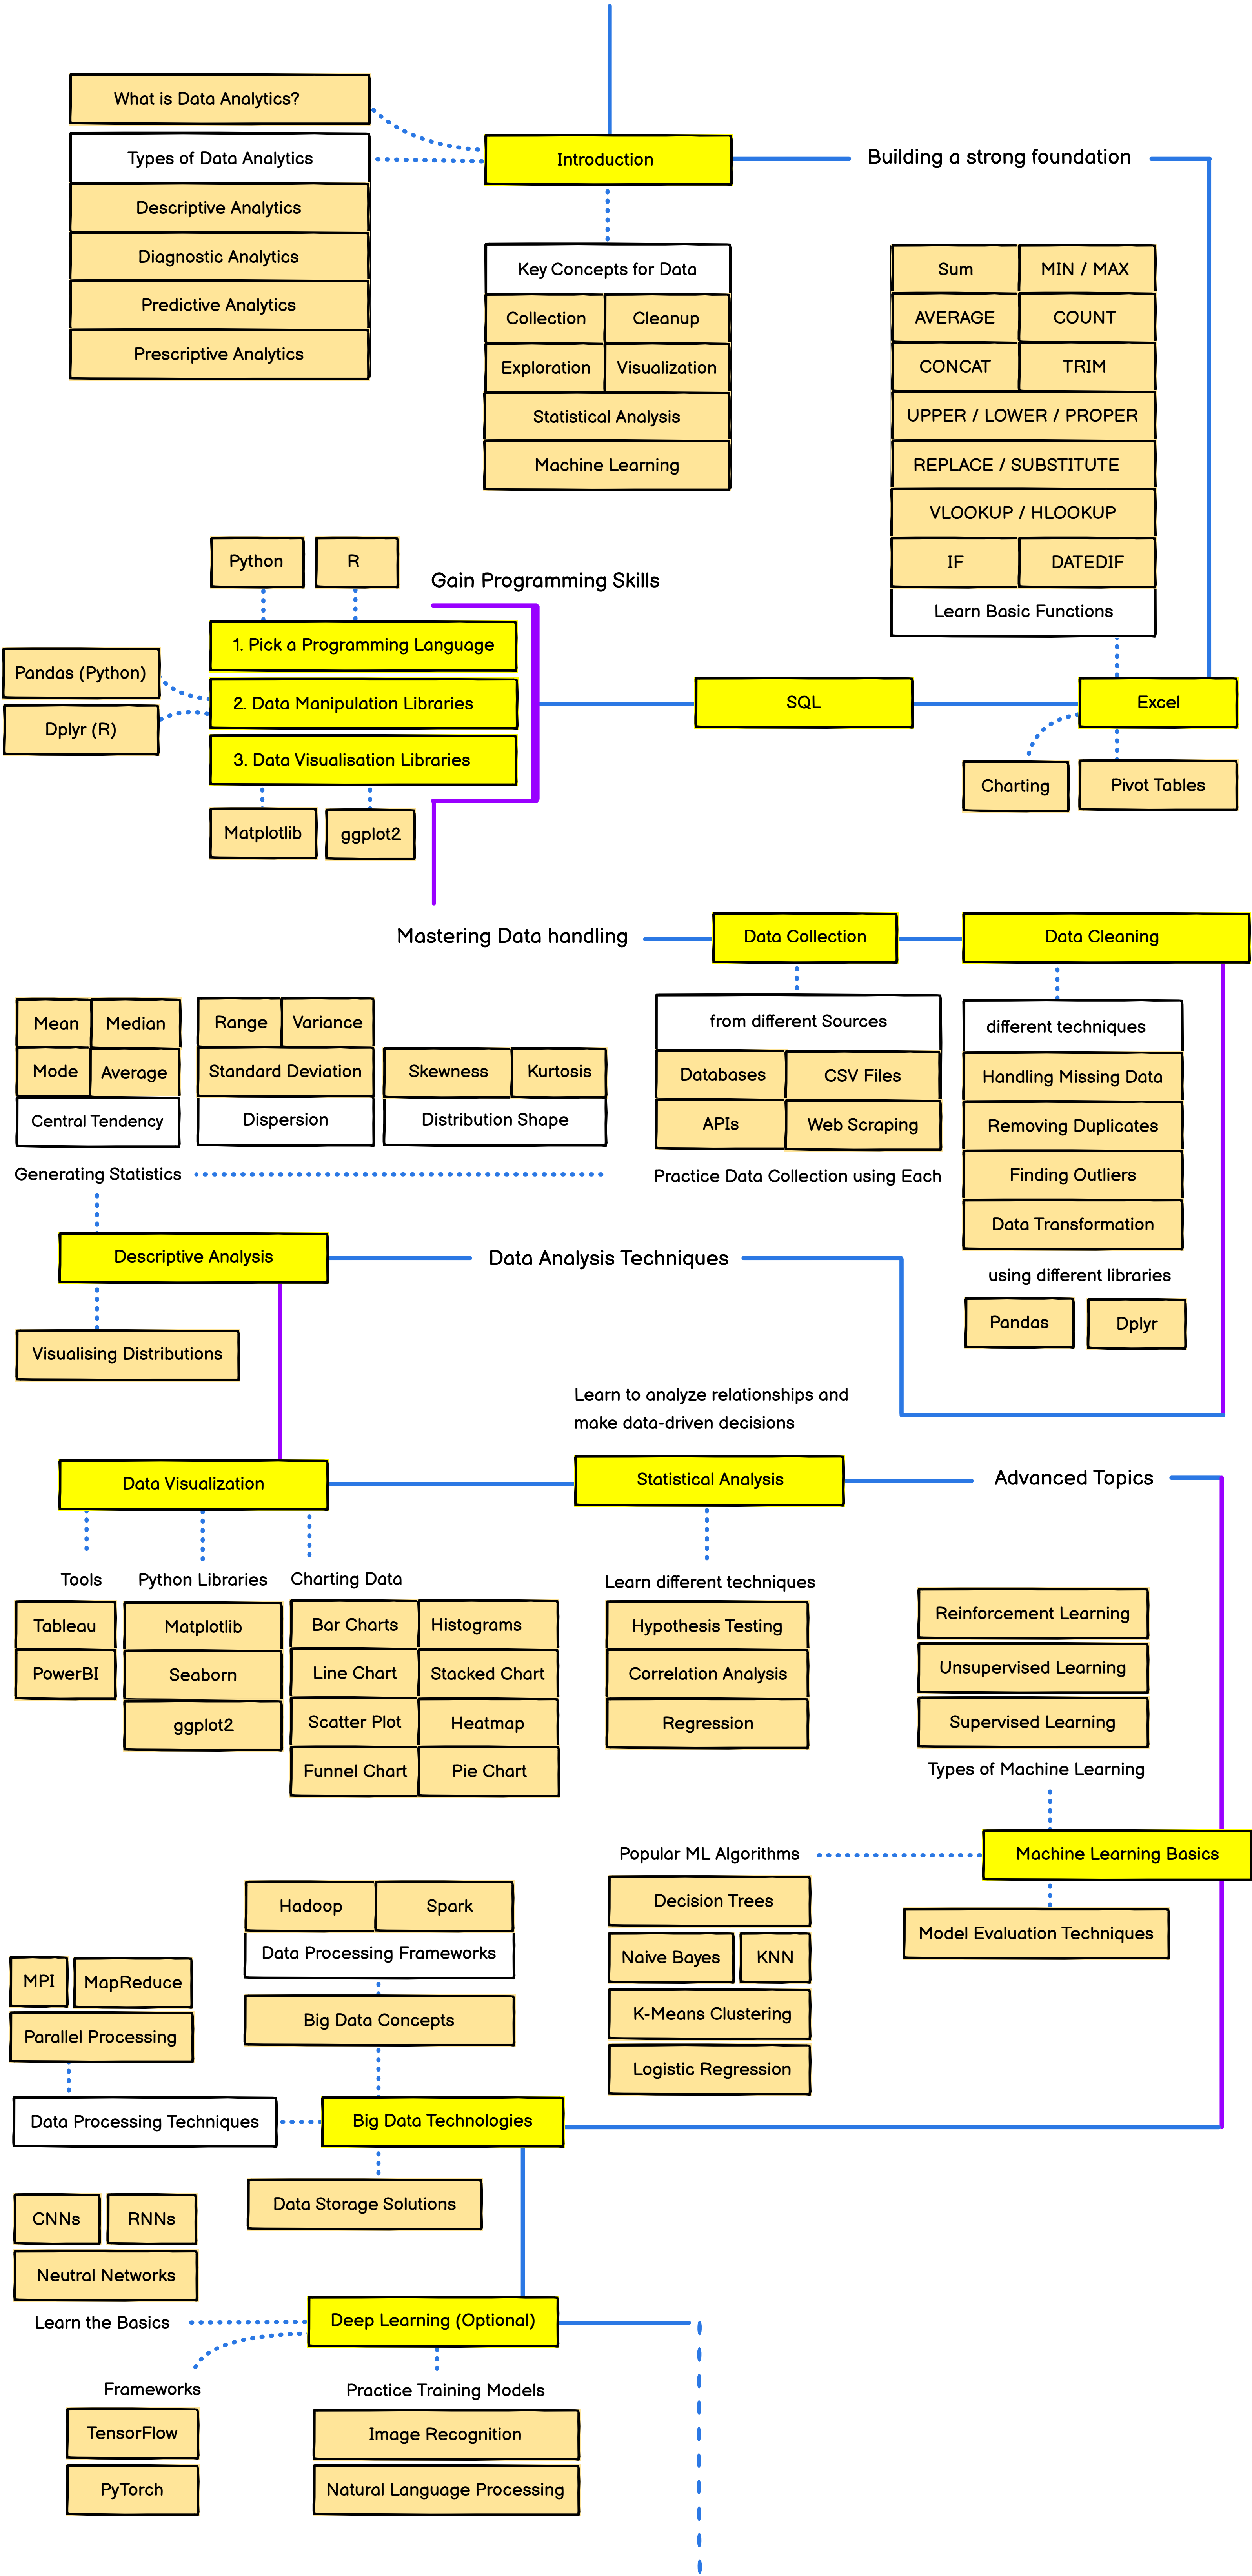 What is Data Analytics?
Types of Data Analytics
Descriptive Analytics
Diagnostic Analytics
Predictive Analytics
Prescriptive Analytics
Introduction
Building a strong foundation
Key Concepts for Data
Collection
Cleanup
Exploration
Visualization
Statistical Analysis
Machine Learning
Sum
MIN / MAX
AVERAGE
COUNT
CONCAT
TRIM
UPPER / LOWER / PROPER
REPLACE / SUBSTITUTE
VLOOKUP / HLOOKUP
IF
DATEDIF
Learn Basic Functions
Excel
Charting
Pivot Tables
SQL
Gain Programming Skills
Python
R
1. Pick a Programming Language
Pandas (Python)
Dplyr (R)
2. Data Manipulation Libraries
3. Data Visualisation Libraries
Matplotlib
ggplot2
Mastering Data handling
Data Collection
Data Cleaning
from different Sources
Databases
CSV Files
APIs
Web Scraping
Practice Data Collection using Each
different techniques
Handling Missing Data
Removing Duplicates
Finding Outliers
Data Transformation
using different libraries
Pandas
Dplyr
Mean
Median
Mode
Average
Central Tendency
Range
Variance
Standard Deviation
Dispersion
Skewness
Kurtosis
Distribution Shape
Generating Statistics
Descriptive Analysis
Data Analysis Techniques
Visualising Distributions
Learn to analyze relationships and
make data-driven decisions
Data Visualization
Statistical Analysis
Advanced Topics
Tools
Tableau
PowerBI
Python Libraries
Matplotlib
Seaborn
ggplot2
Charting Data
Bar Charts
Histograms
Line Chart
Stacked Chart
Scatter Plot
Heatmap
Funnel Chart
Pie Chart
Learn different techniques
Hypothesis Testing
Correlation Analysis
Regression
Reinforcement Learning
Unsupervised Learning
Supervised Learning
Types of Machine Learning
Machine Learning Basics
Model Evaluation Techniques
Popular ML Algorithms
Decision Trees
Naive Bayes
KNN
K-Means Clustering
Logistic Regression
Hadoop
Spark
Data Processing Frameworks
Big Data Concepts
MPI
MapReduce
Parallel Processing
Data Processing Techniques
Big Data Technologies
Data Storage Solutions
CNNs
RNNs
Neutral Networks
Learn the Basics
Deep Learning (Optional)
Frameworks
TensorFlow
PyTorch
Practice Training Models
Image Recognition
Natural Language Processing